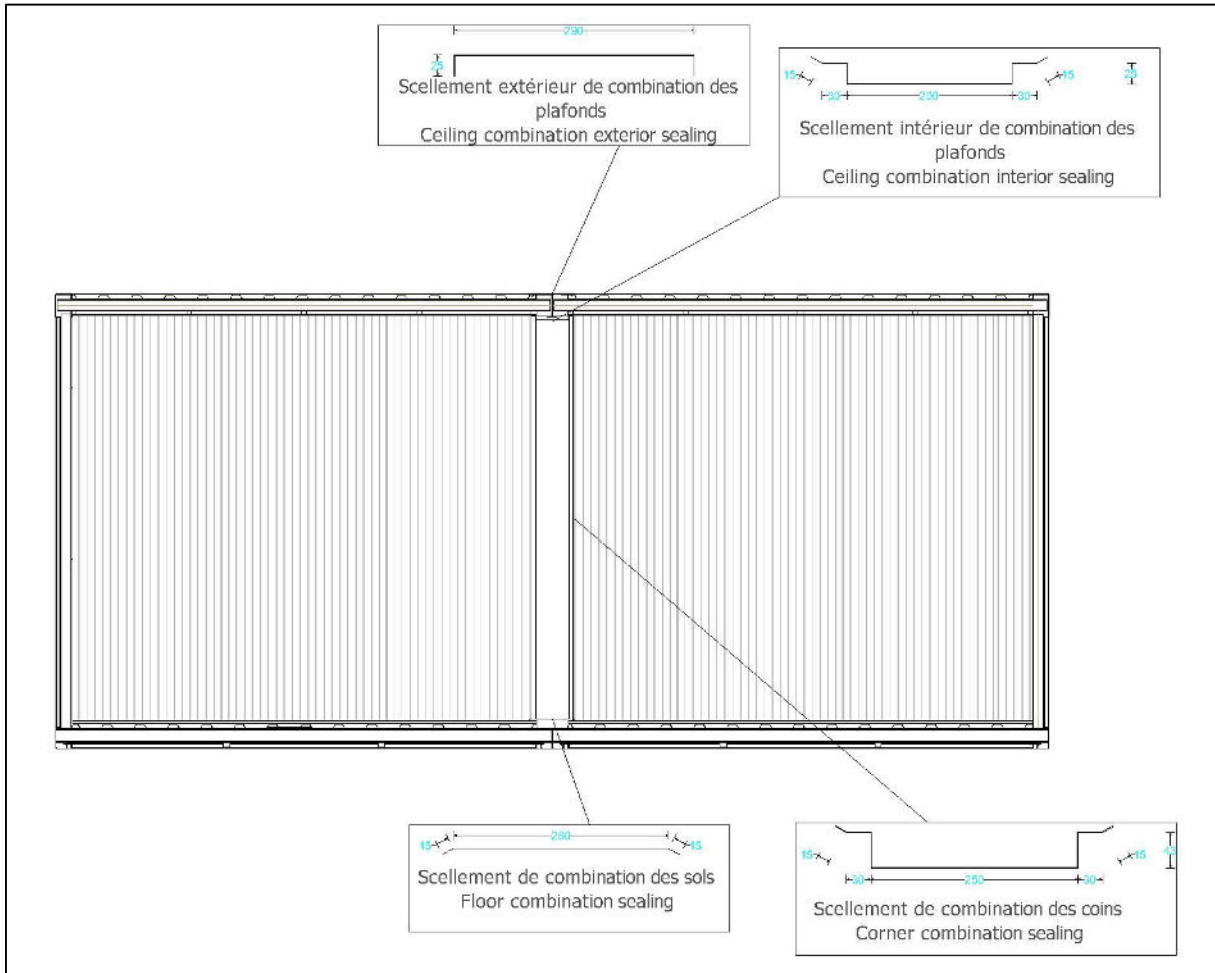 290
25
Scellement extérieur de combination des
plafonds
Ceiling combination exterior sealing
15
15
25
30
200
30
Scellement intérieur de combination des
plafonds
Ceiling combination interior sealing
15
260
15
Scellement de combination des sols
Floor combination sealing
15
15
43
30
250
30
Scellement de combination des coins
Corner combination sealing